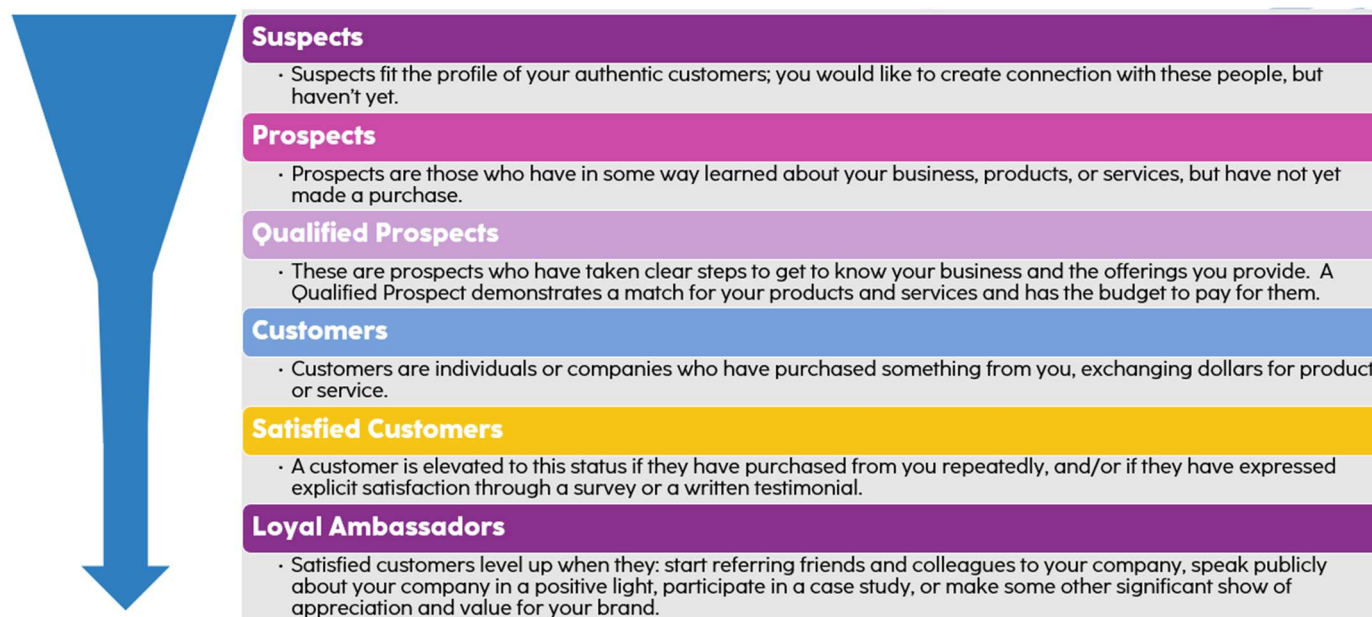 Suspects
· Suspects fit the profile of your authentic customers; you would like to create connection with these people, but
haven't yet.
Prospects
· Prospects are those who have in some way learned about your business, products, or services, but have not yet
made a purchase.
Qualified Prospects
· These are prospects who have taken clear steps to get to know your business and the offerings you provide.  A
Qualified Prospect demonstrates a match for your products and services and has the budget to pay for them.
Customers
· Customers are individuals or companies who have purchased something from you, exchanging dollars for product
or service.
Satisfied Customers
· A customer is elevated to this status if they have purchased from you repeatedly, and/or if they have expressed
explicit satisfaction through a survey or a written testimonial.
Loyal Ambassadors
· Satisfied customers level up when they: start referring friends and colleagues to your company, speak publicly
about your company in a positive light, participate in a case study, or make some other significant show of
appreciation and value for your brand.